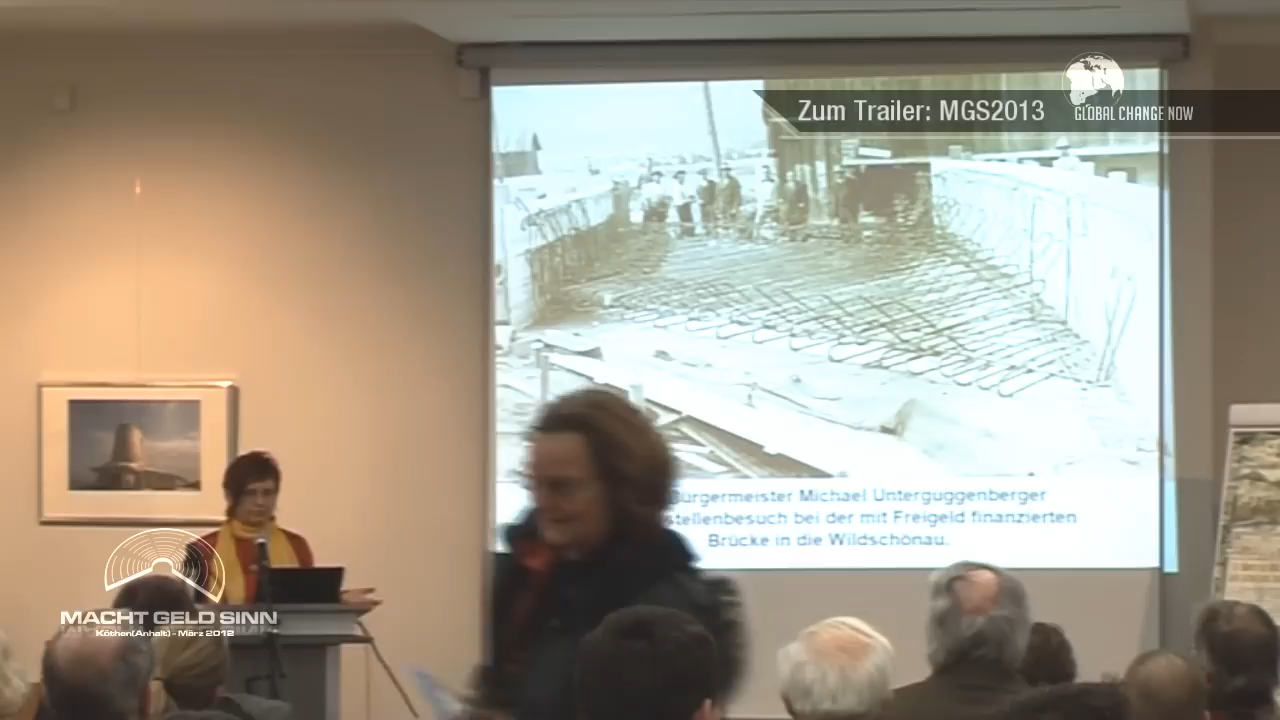 Zum Trailer: MGS2013
GLOBAL CHANGE NOW
Bürgermeister Michael Unterguggenberger
stellenbesuch bei der mit Freigeld finanzierten
Brücke in die Wildschönau.
MACHT GELD SINN
Köthen(Anhalt) - März 2012